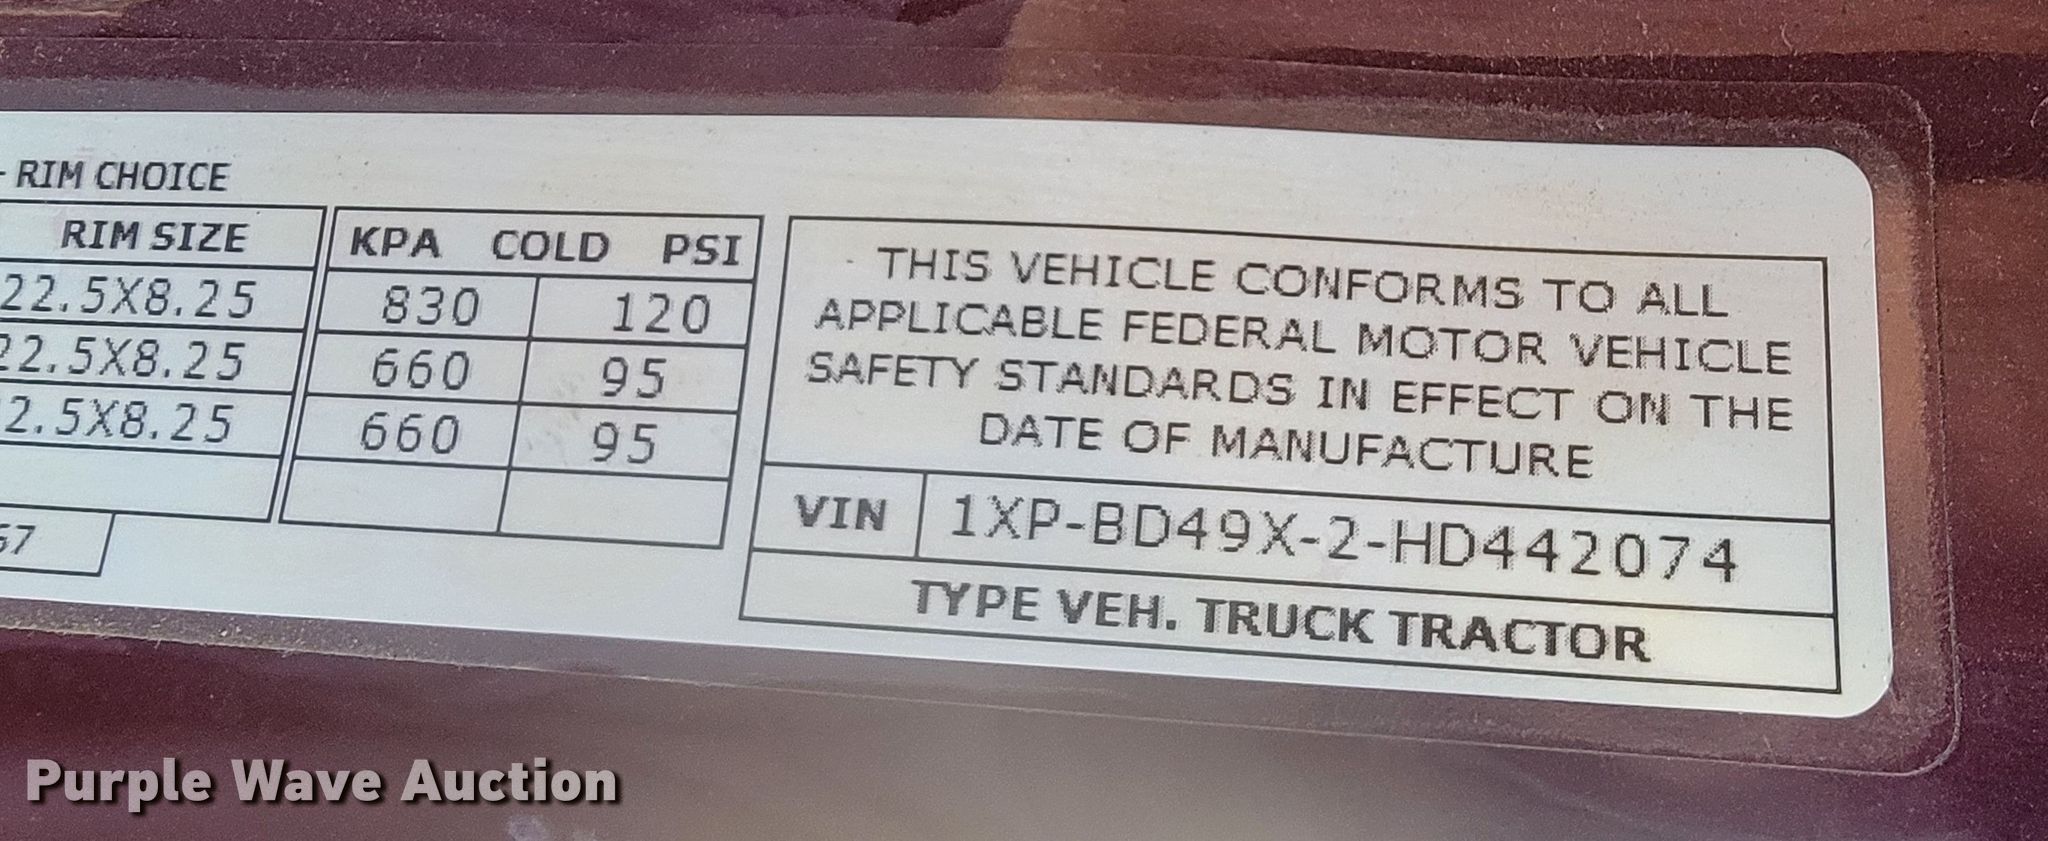 - RIM CHOICE
RIM SIZE
KPA COLD PSI
22.5X8.25 830 120
22.5X8.25 660 95
2.5X8.25 660 95
57
THIS VEHICLE CONFORMS TO ALL
APPLICABLE FEDERAL MOTOR VEHICLE
SAFETY STANDARDS IN EFFECT ON THE
DATE OF MANUFACTURE
VIN 1XP-BD49X-2-HD442074
TYPE VEH. TRUCK TRACTOR
Purple Wave Auction